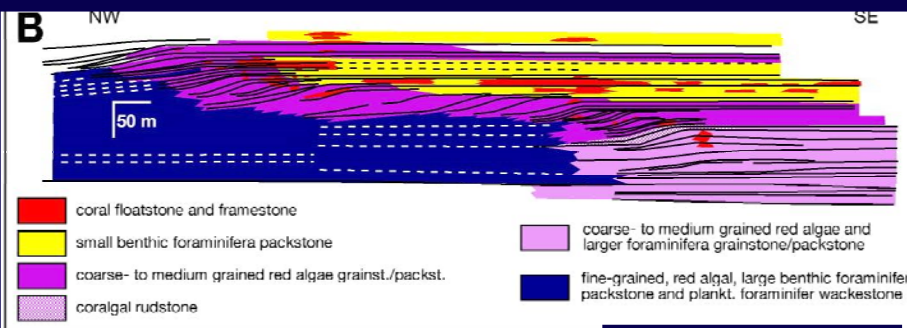 B
NW
SE
50 m
coral floatstone and framestone
small benthic foraminifera packstone
coarse- to medium grained red algae grainst./packst.
coralgal rudstone
coarse- to medium grained red algae and
larger foraminifera grainstone/packstone
fine-grained, red algal, large benthic foraminifer
packstone and plankt. foraminifer wackestone